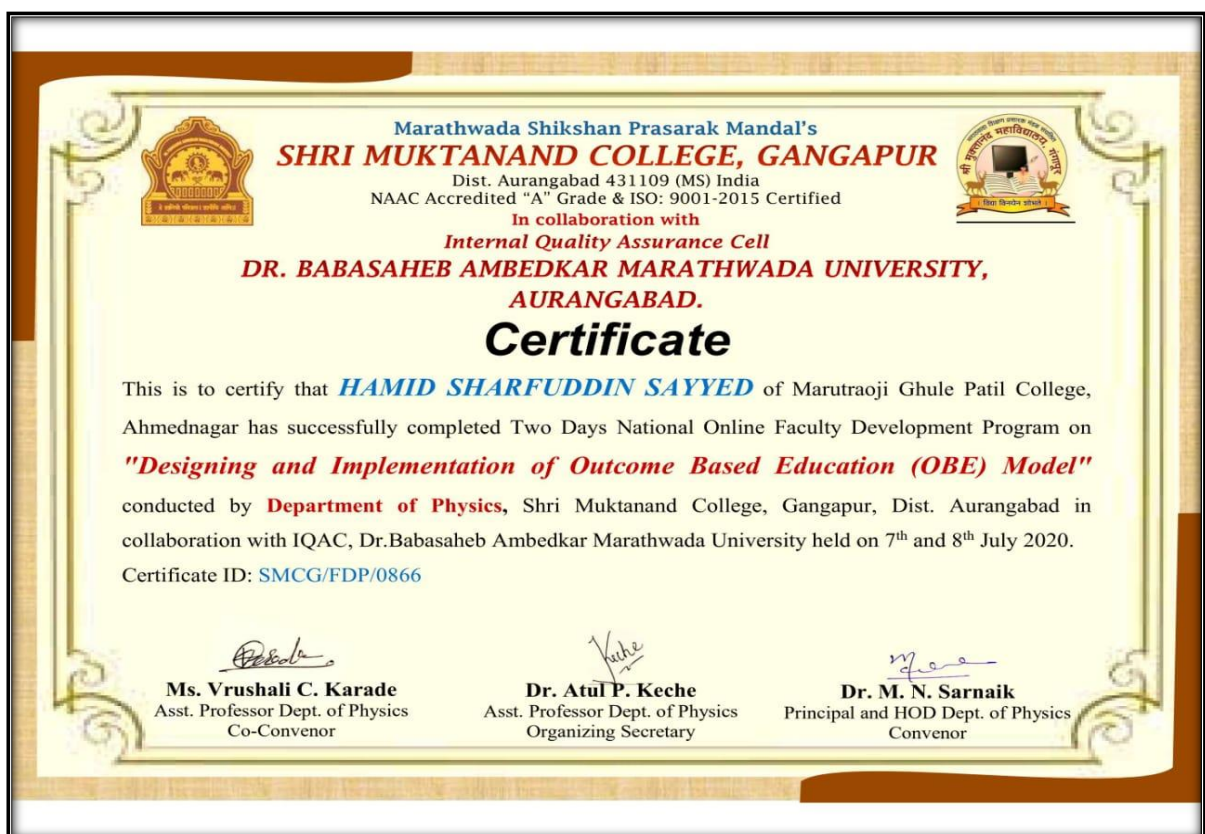 Marathwada Shikshan Prasarak Mandal's
SHRI MUKTANAND COLLEGE, GANGAPUR
Dist. Aurangabad 431109 (MS) India
NAAC Accredited “A” Grade & ISO: 9001-2015 Certified
In collaboration with
Internal Quality Assurance Cell
DR. BABASAHEB AMBEDKAR MARATHWADA UNIVERSITY,
AURANGABAD.
Certificate
This is to certify that HAMID SHARFUDDIN SAYYED of Marutraoji Ghule Patil College,
Ahmednagar has successfully completed Two Days National Online Faculty Development Program on
"Designing and Implementation of Outcome Based Education (OBE) Model"
conducted by Department of Physics, Shri Muktanand College, Gangapur, Dist. Aurangabad in
collaboration with IQAC, Dr.Babasaheb Ambedkar Marathwada University held on 7th and 8th July 2020.
Certificate ID: SMCG/FDP/0866
Keche
Ms. Vrushali C. Karade
Asst. Professor Dept. of Physics
Co-Convenor
Dr. Atul P. Keche
Asst. Professor Dept. of Physics
Organizing Secretary
Dr. M. N. Sarnaik
Principal and HOD Dept. of Physics
Convenor
श्री मुक्तानंद महाविद्यालय, गंगापूर
। विद्या विनयेन शोभते ।